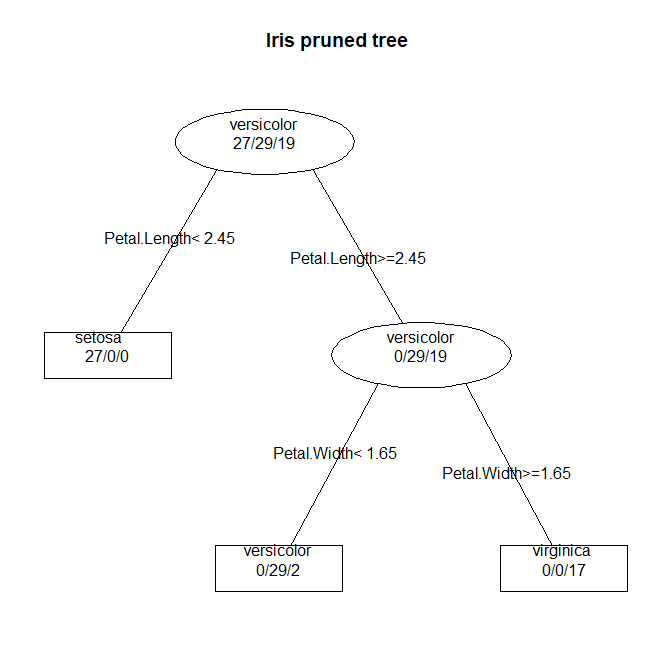 Iris pruned tree
versicolor
27/29/19
Petal.Length< 2.45
Petal.Length>=2.45
setosa
27/0/0
versicolor
0/29/19
Petal.Width< 1.65
Petal.Width>=1.65
versicolor
0/29/2
virginica
0/0/17